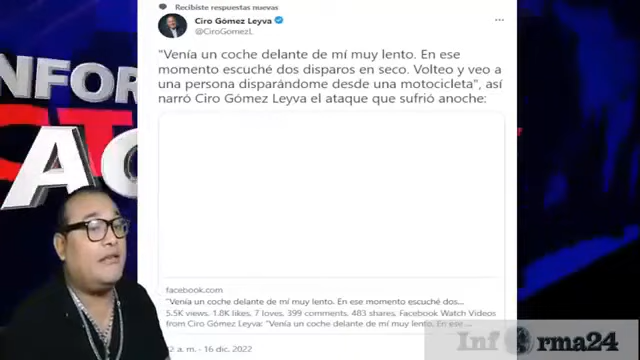 Recibiste respuestas nuevas
Ciro Gómez Leyva
@CiroGomezL
"Venía un coche delante de mí muy lento. En ese
momento escuché dos disparos en seco. Volteo y veo a
una persona disparándome desde una motocicleta", así
narró Ciro Gómez Leyva el ataque que sufrió anoche:
INFOR
AC
facebook.com
"Venía un coche delante de mí muy lento. En ese momento escuché dos...
5.5K views, 1.8K likes, 7 loves, 399 comments, 483 shares, Facebook Watch Videos
from Ciro Gómez Leyva: "Venía un coche delante de mí muy lento. En ese ...
a. m. · 16 dic. 2022
Inf rma24